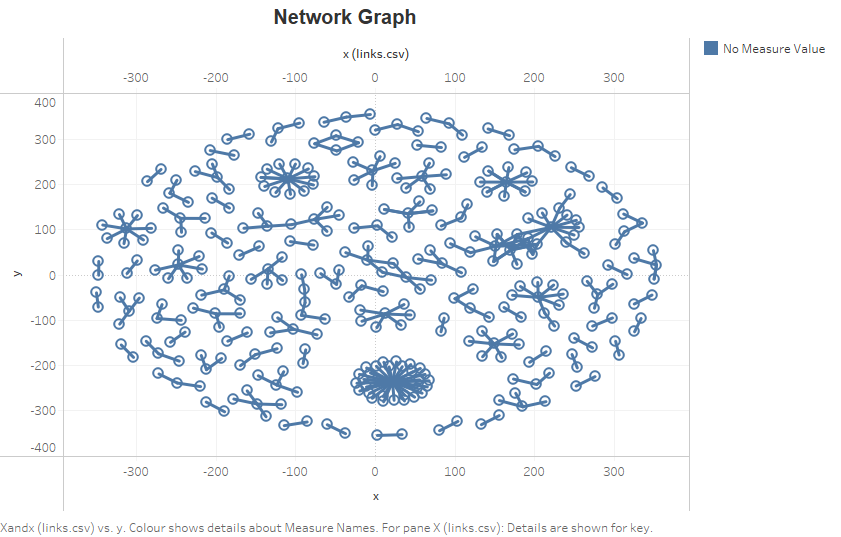 Network Graph
x (links.csv)
No Measure Value
-300 -200 -100 0 100 200 300
400
300
200
100
0
-100
-200
-300
-400
y
-300 -200 -100 0 100 200 300
x
Xandx (links.csv) vs. y. Colour shows details about Measure Names. For pane X (links.csv): Details are shown for key.